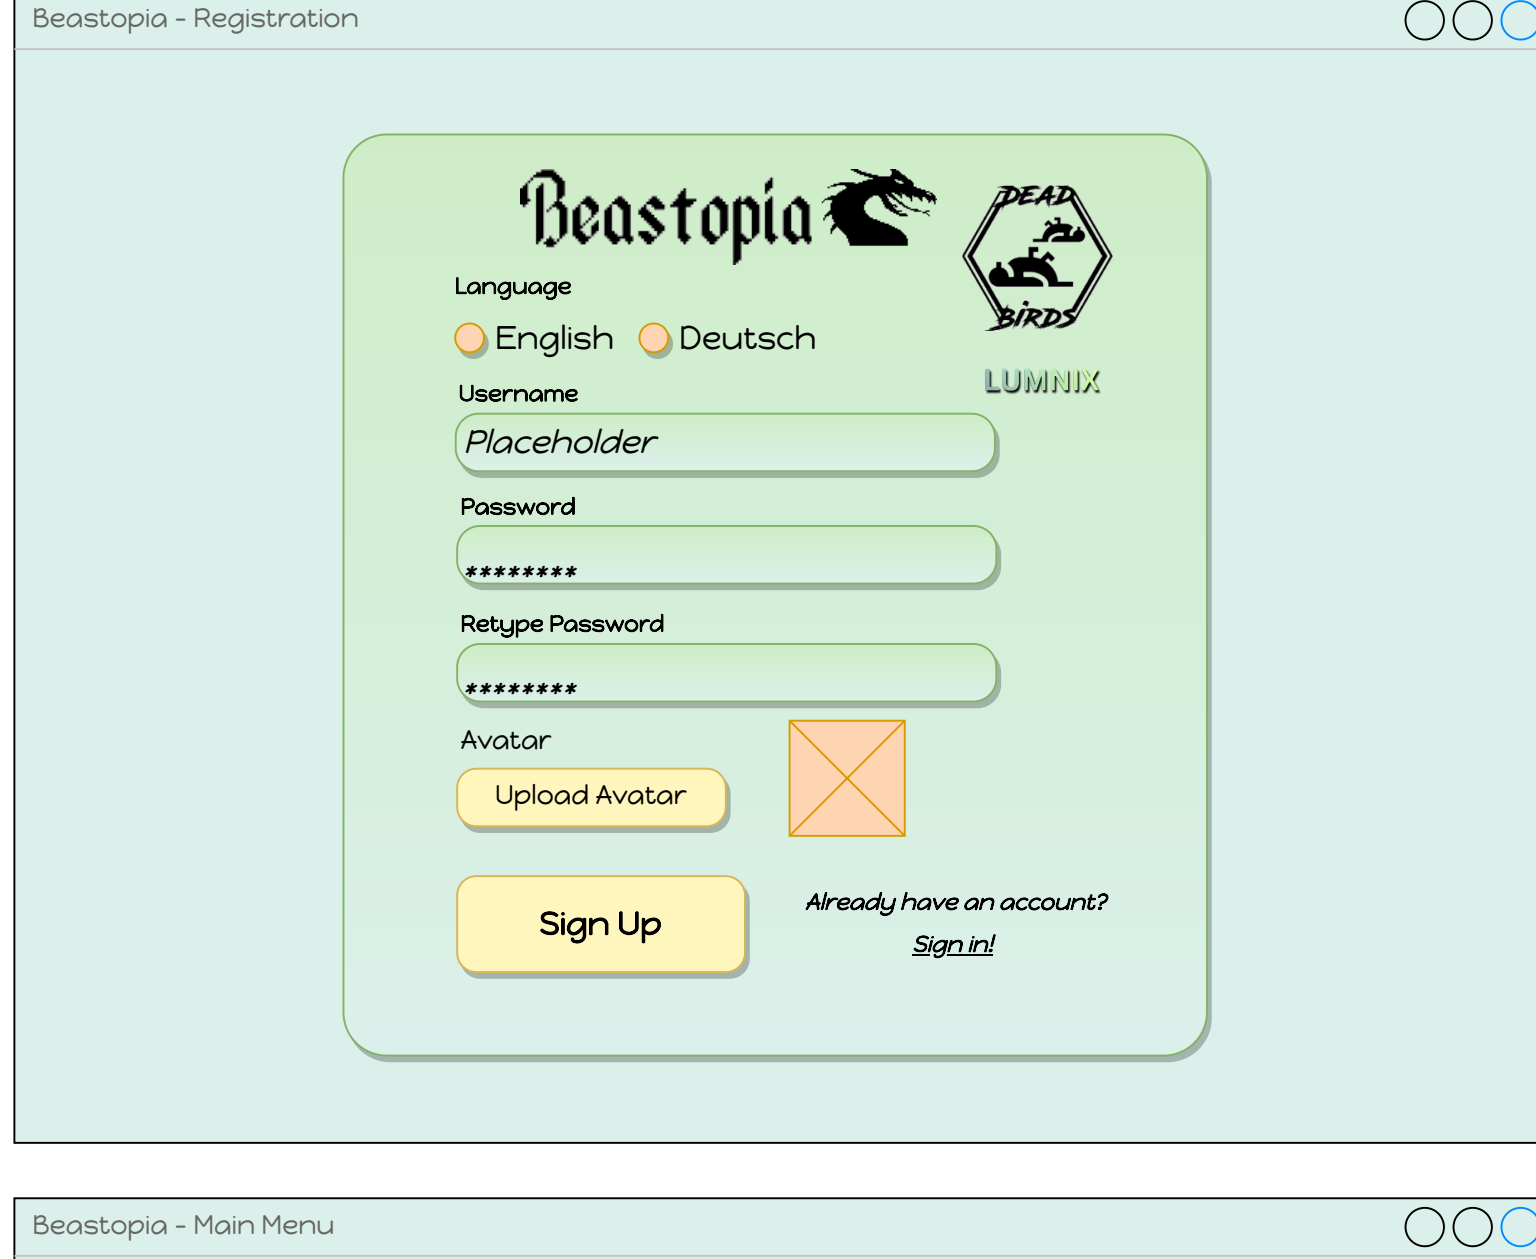 Beastopia - Registration
Beastopia
DEAD
BIRDS
Language
English Deutsch
LUMNIX
Username
Placeholder
Password
********
Retype Password
********
Avatar
Upload Avatar
Sign Up
Already have an account?
Sign in!
Beastopia - Main Menu